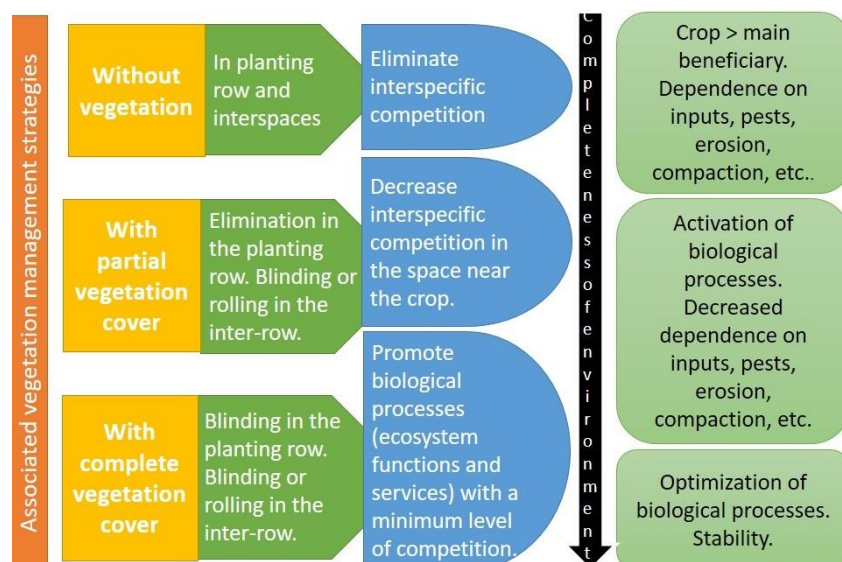 Associated vegetation management strategies
Without
vegetation
In planting
row and
interspaces
Eliminate
interspecific
competition
With
partial
vegetation
cover
Elimination in
the planting
row. Blinding or
rolling in the
inter-row.
Decrease
interspecific
competition in
the space near
the crop.
With
complete
vegetation
cover
Blinding in the
planting row.
Blinding or
rolling in the
inter-row.
Promote
biological
processes
(ecosystem
functions and
services) with a
minimum level
of competition.
Completenessofenvironment
Crop > main
beneficiary.
Dependence on
inputs, pests,
erosion,
compaction, etc..
Activation of
biological
processes.
Decreased
dependence on
inputs, pests,
erosion,
compaction, etc.
Optimization of
biological processes.
Stability.